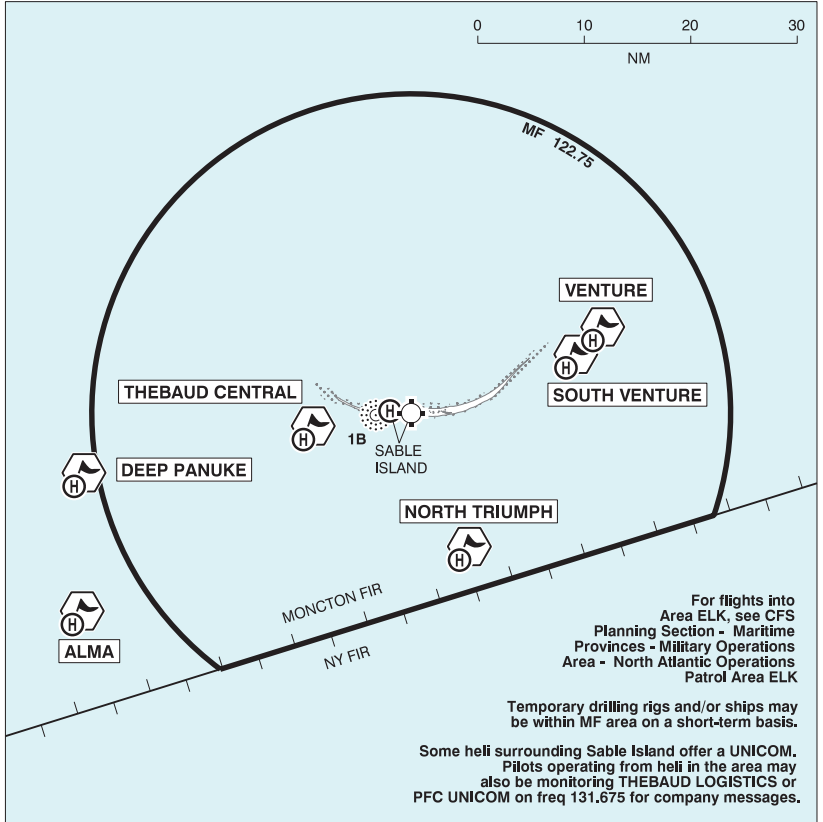 0 10 20 30
NM
MF 122.75
VENTURE
H
H
SOUTH VENTURE
THEBAUD CENTRAL
H
H
1B
SABLE
ISLAND
DEEP PANUKE
H
NORTH TRIUMPH
H
MONCTON FIR
NY FIR
H
ALMA
For flights into
Area ELK, see CFS
Planning Section - Maritime
Provinces - Military Operations
Area - North Atlantic Operations
Patrol Area ELK
Temporary drilling rigs and/or ships may
be within MF area on a short-term basis.
Some heli surrounding Sable Island offer a UNICOM.
Pilots operating from heli in the area may
also be monitoring THEBAUD LOGISTICS or
PFC UNICOM on freq 131.675 for company messages.